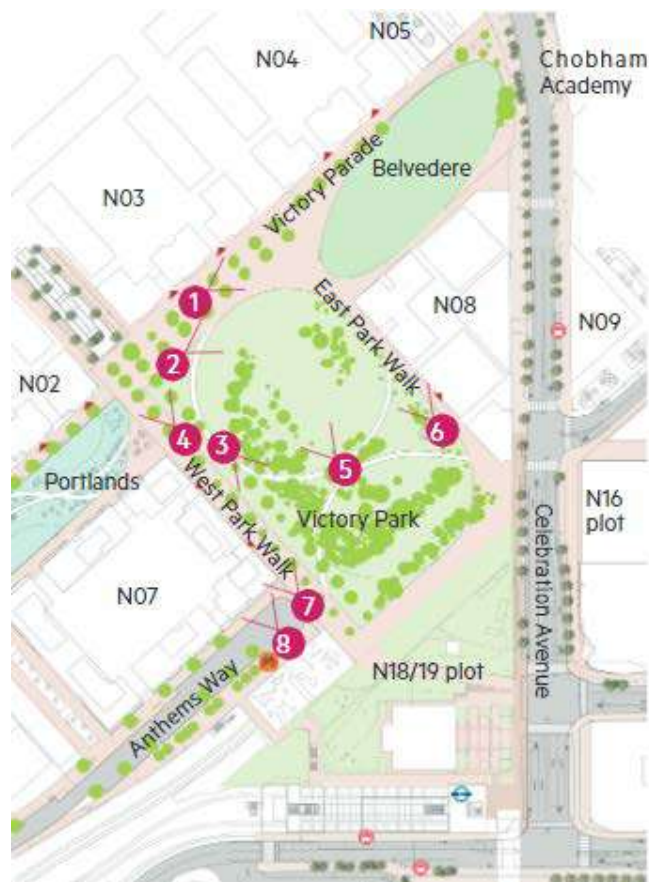 N05
N04
Chobham
Academy
Belvedere
Victory Parade
N03
1
East Park Walk
N08
N09
2
N02
6
4
3
5
Portlands
West Park Walk
Victory Park
N16
plot
Celebration Avenue
N07
7
8
N18/19 plot
Anthems Way